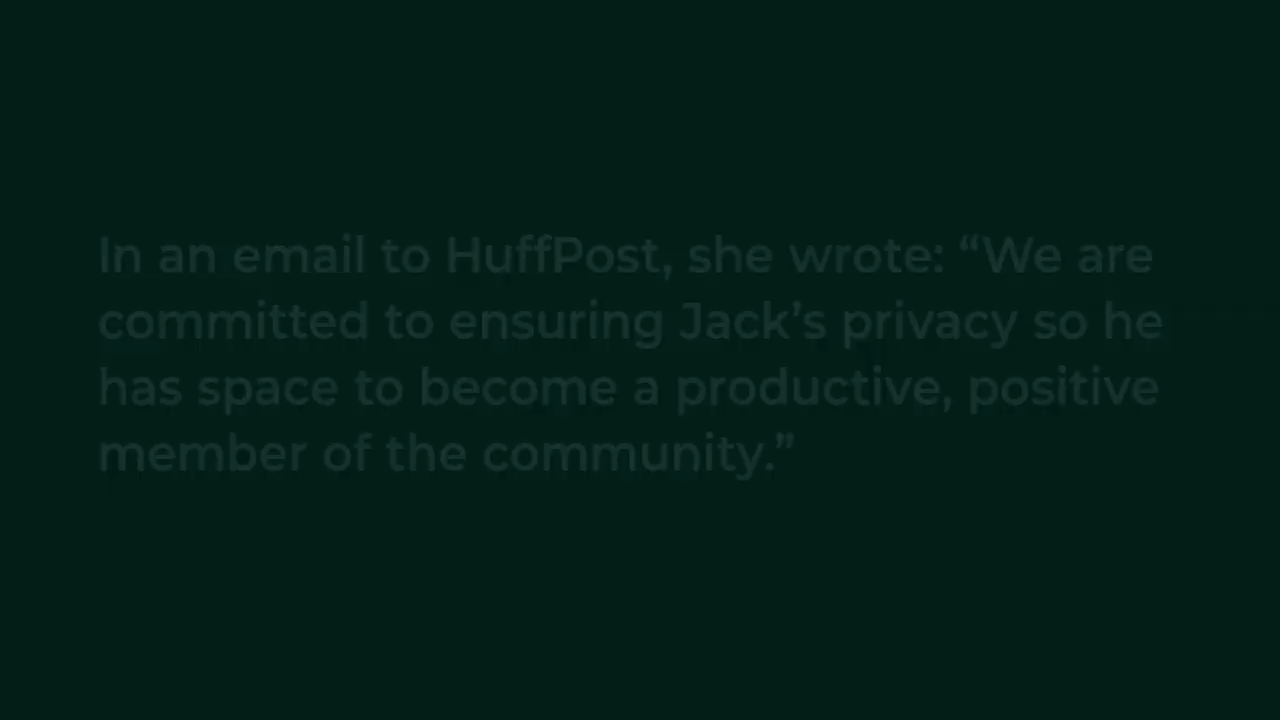 In an email to HuffPost, she wrote: “We are
committed to ensuring Jack’s privacy so he
has space to become a productive, positive
member of the community.”